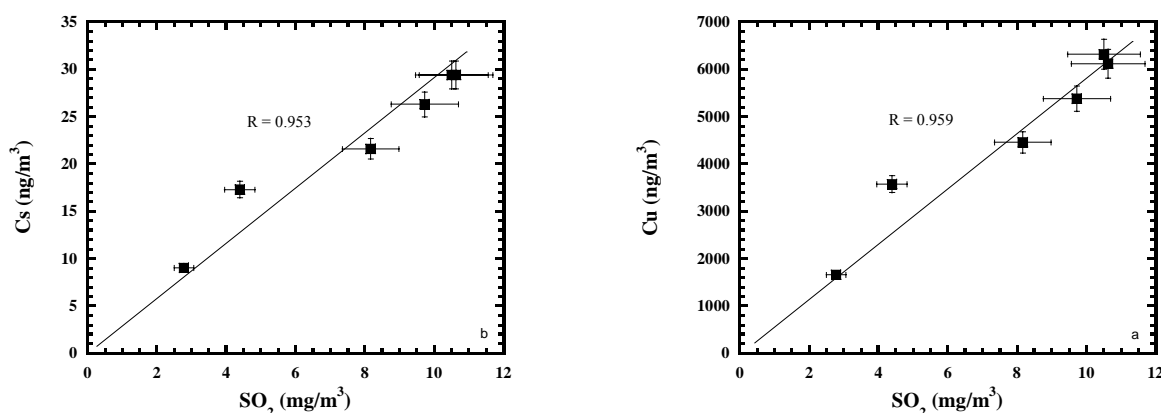 35
30
25
20
15
10
5
0
Cs (ng/m³)
R = 0.953
b
0 2 4 6 8 10 12
SO₂ (mg/m³)
7000
6000
5000
4000
3000
2000
1000
0
Cu (ng/m³)
R = 0.959
a
0 2 4 6 8 10 12
SO₂ (mg/m³)